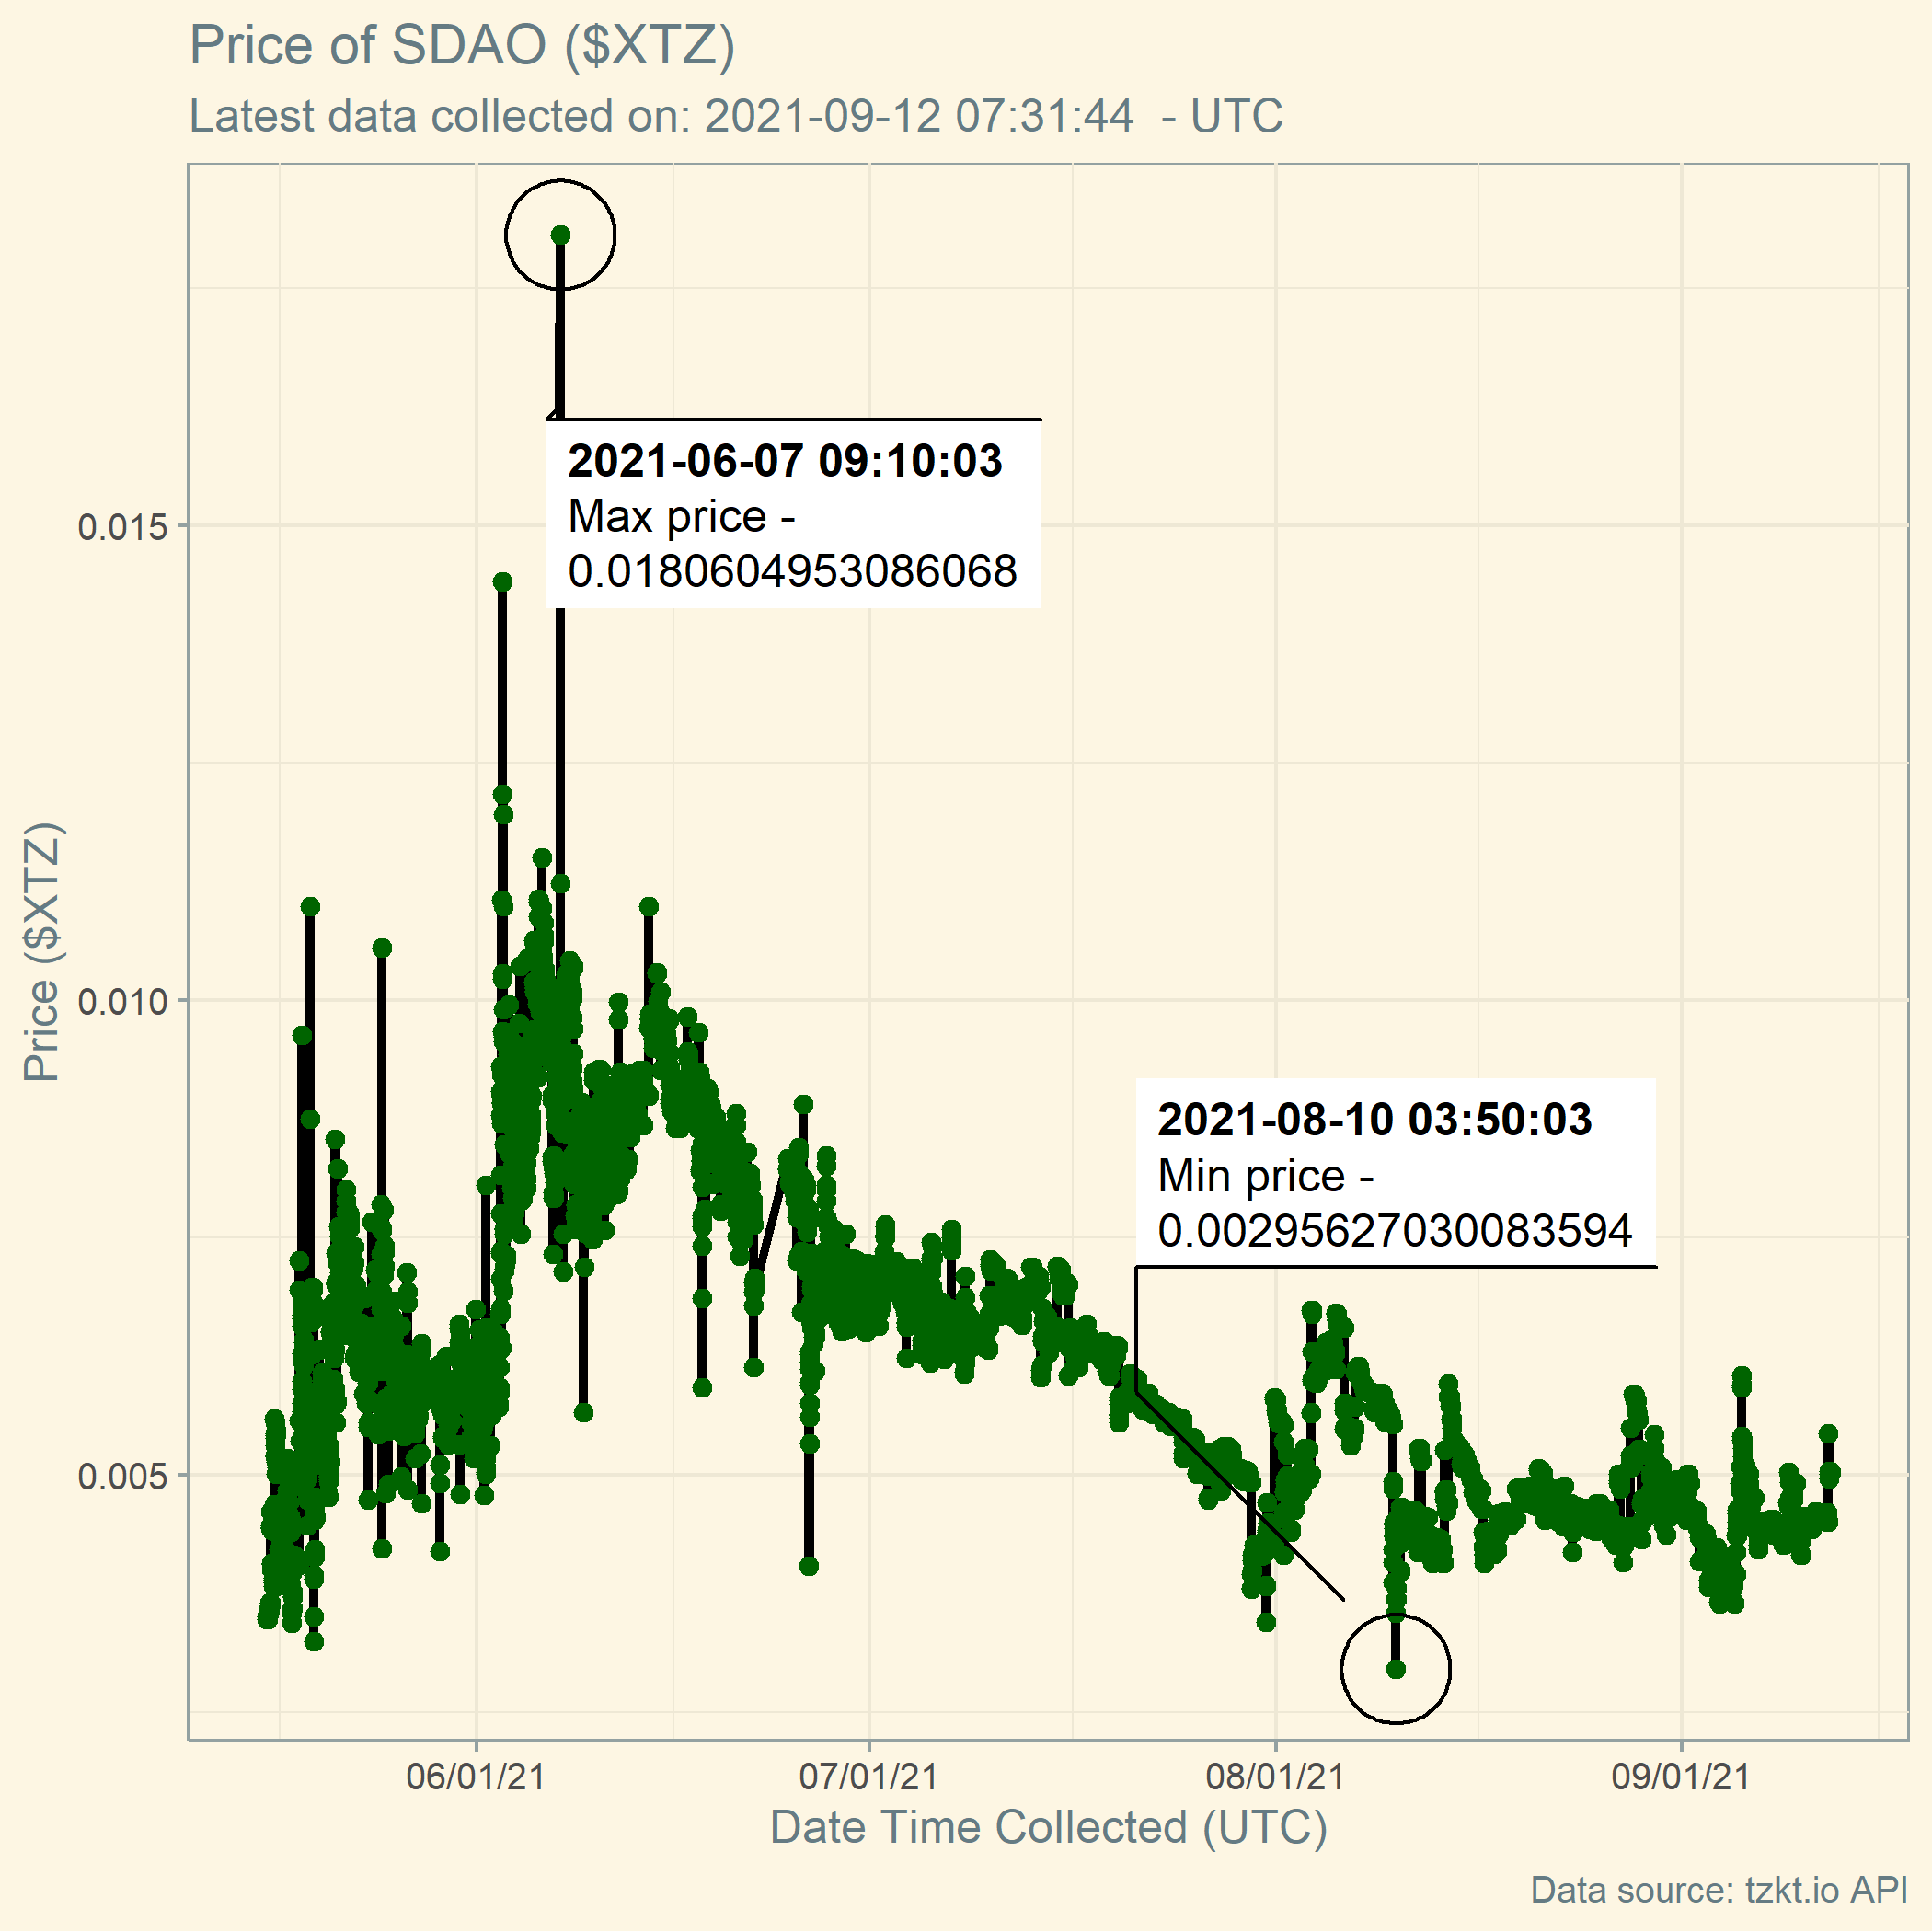 Price of SDAO ($XTZ)
Latest data collected on: 2021-09-12 07:31:44  - UTC
2021-06-07 09:10:03
Max price -
0.0180604953086068
0.015
0.010
0.005
Price ($XTZ)
2021-08-10 03:50:03
Min price -
0.00295627030083594
06/01/21
07/01/21
08/01/21
09/01/21
Date Time Collected (UTC)
Data source: tzkt.io API